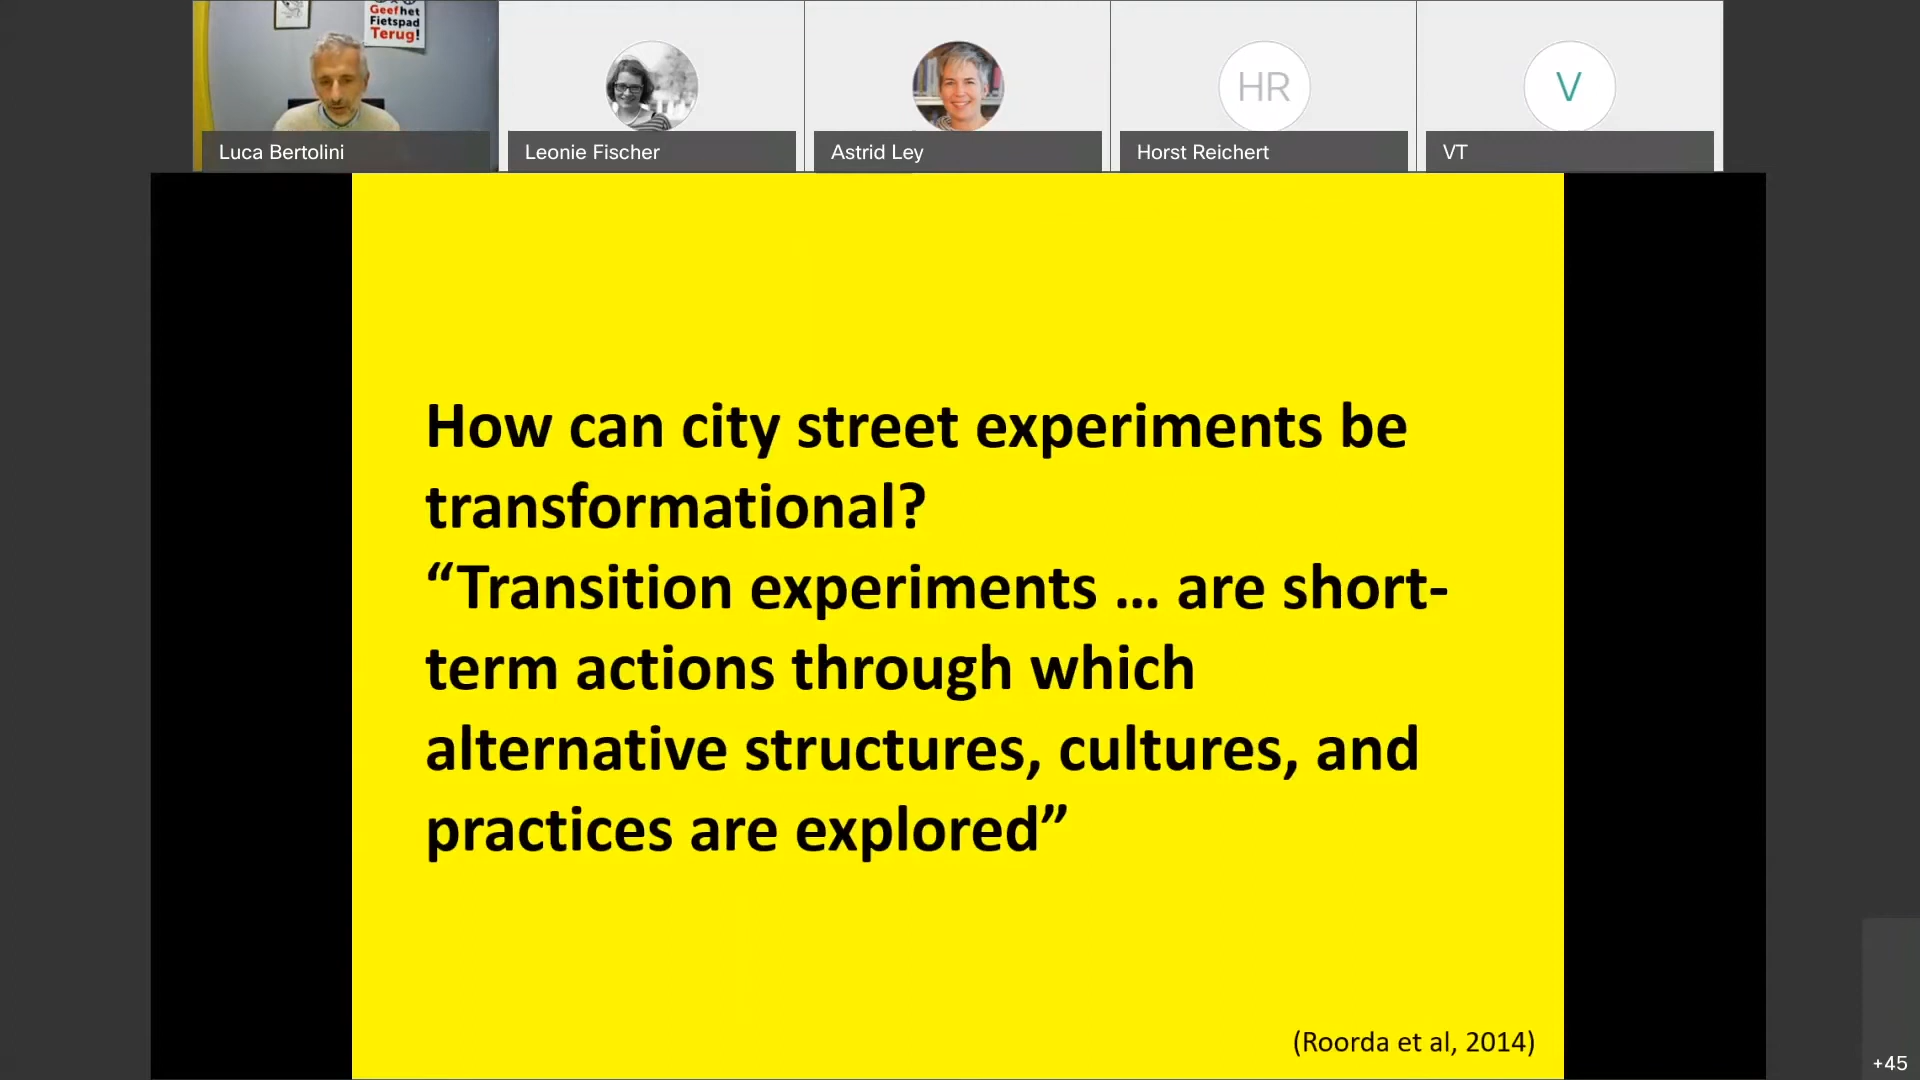 Geef het
Fietspad
Terug!
HR
V
Luca Bertolini
Leonie Fischer
Astrid Ley
Horst Reichert
VT
How can city street experiments be
transformational?
“Transition experiments ... are short-
term actions through which
alternative structures, cultures, and
practices are explored”
(Roorda et al, 2014)
+45